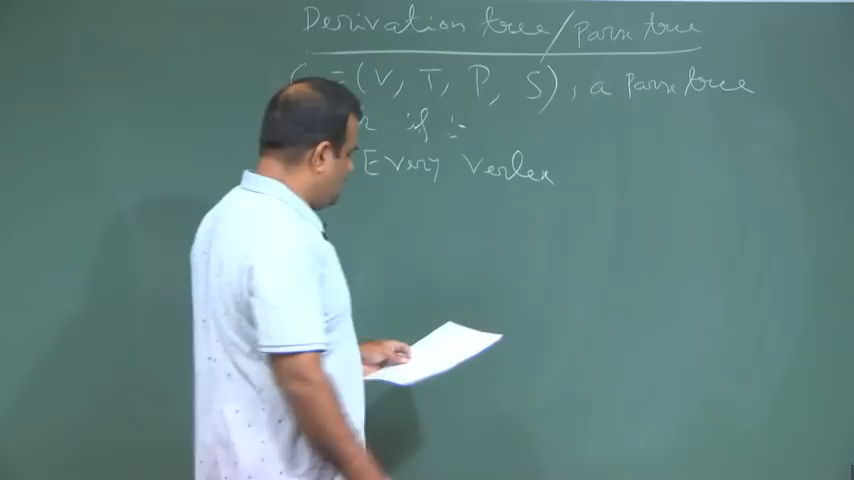 Derivation tree/Parse tree
G = (V, T, P, S), a parse tree
if :-
Every vertex